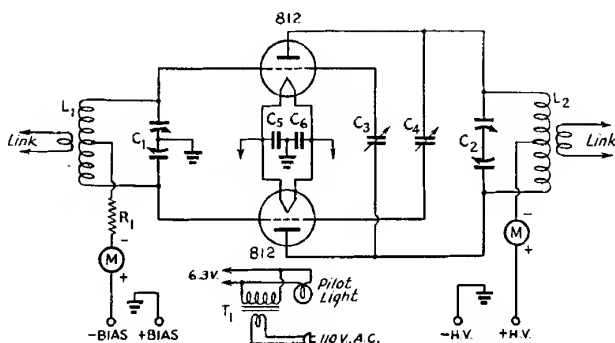 812
L1
Link
C1
C5 C6
C3
C4
C2
L2
Link
R1
M
812
6.3V.
Pilot Light
T1
110V. A.C.
M
-BIAS +BIAS
-H.V. +H.V.